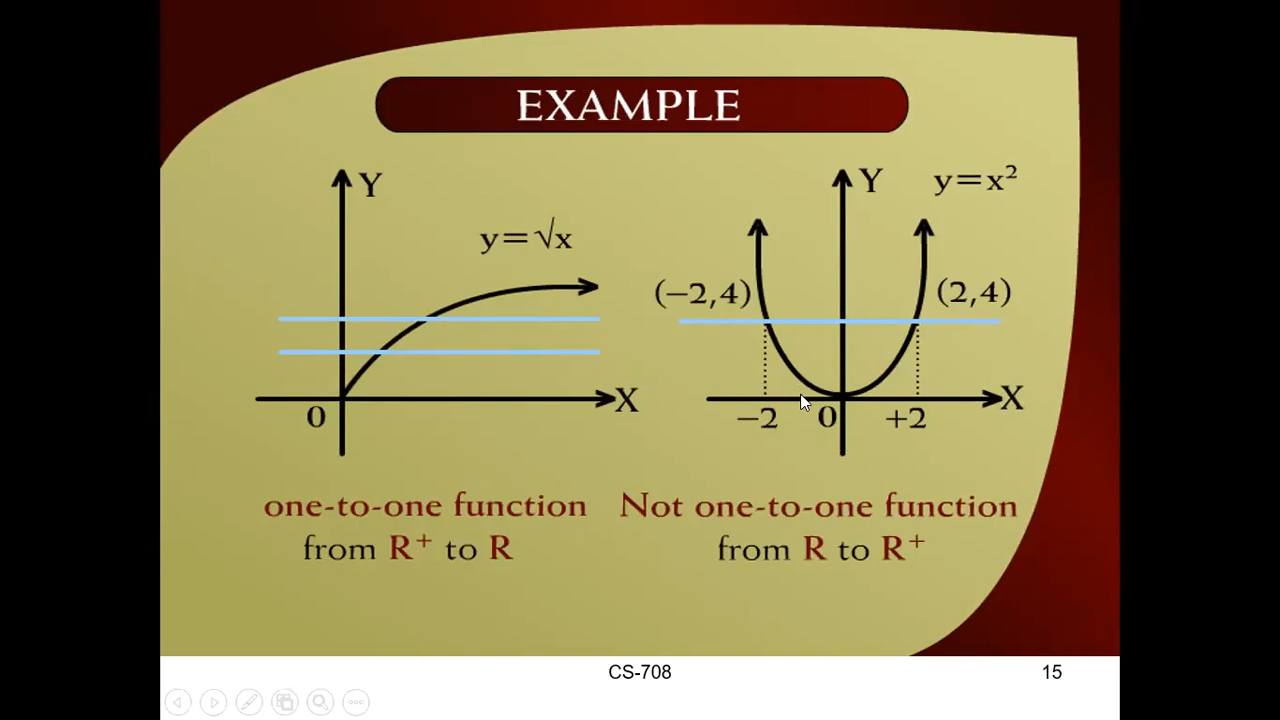 EXAMPLE
Y
y=√x
X
0
one-to-one function
from R⁺ to R
Y
y=x²
(−2,4)
(2,4)
X
−2
0
+2
Not one-to-one function
from R to R⁺
CS-708
15